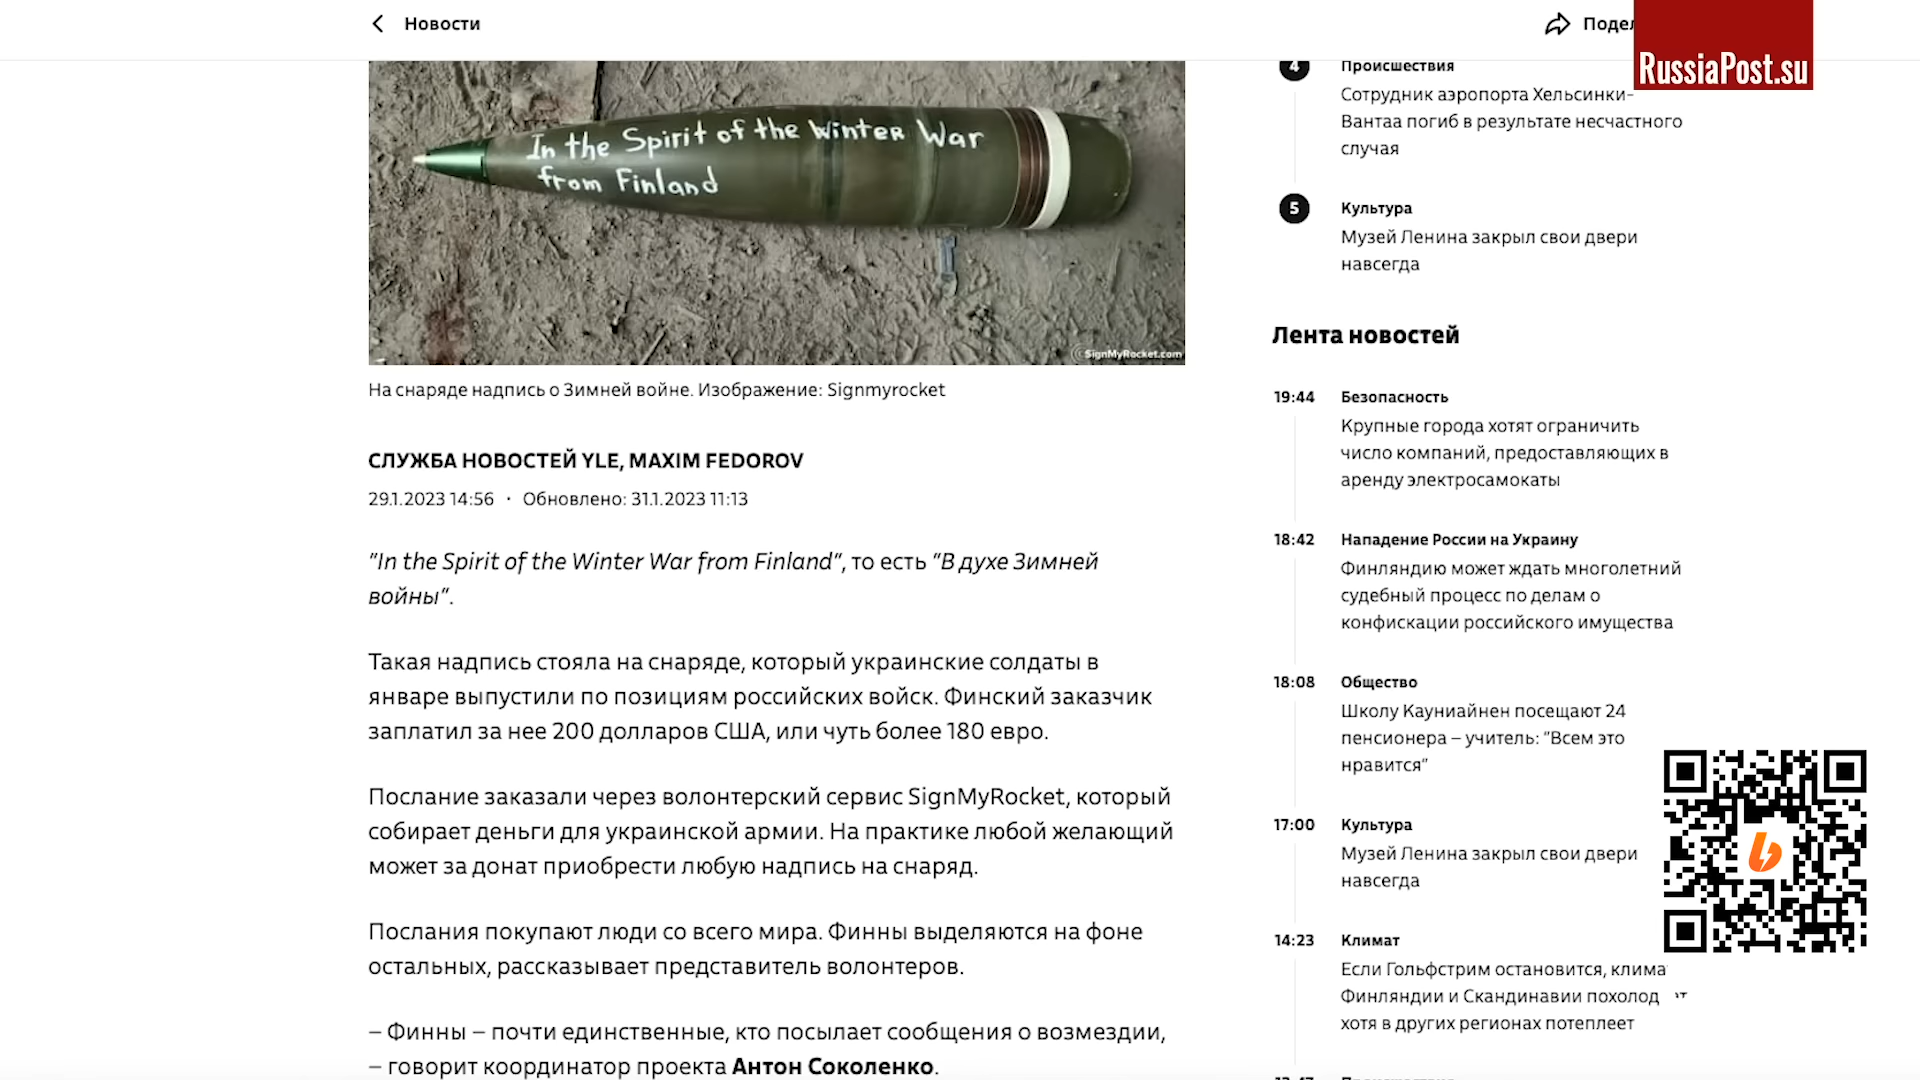 Новости
RussiaPost.su
In the Spirit of the Winter War
from Finland
SignMyRocket.com
На снаряде надпись о Зимней войне. Изображение: Signmyrocket
СЛУЖБА НОВОСТЕЙ YLE, MAXIM FEDOROV
29.1.2023 14:56 · Обновлено: 31.1.2023 11:13
"In the Spirit of the Winter War from Finland", то есть "В духе Зимней
войны".
Такая надпись стояла на снаряде, который украинские солдаты в
январе выпустили по позициям российских войск. Финский заказчик
заплатил за нее 200 долларов США, или чуть более 180 евро.
Послание заказали через волонтерский сервис SignMyRocket, который
собирает деньги для украинской армии. На практике любой желающий
может за донат приобрести любую надпись на снаряд.
Послания покупают люди со всего мира. Финны выделяются на фоне
остальных, рассказывает представитель волонтеров.
– Финны – почти единственные, кто посылает сообщения о возмездии,
– говорит координатор проекта Антон Соколенко.
4 Происшествия
Сотрудник аэропорта Хельсинки-
Вантаа погиб в результате несчастного
случая
5 Культура
Музей Ленина закрыл свои двери
навсегда
Лента новостей
19:44 Безопасность
Крупные города хотят ограничить
число компаний, предоставляющих в
аренду электросамокаты
18:42 Нападение России на Украину
Финляндию может ждать многолетний
судебный процесс по делам о
конфискации российского имущества
18:08 Общество
Школу Кауниайнен посещают 24
пенсионера – учитель: "Всем это
нравится"
17:00 Культура
Музей Ленина закрыл свои двери
навсегда
14:23 Климат
Если Гольфстрим остановится, клима
Финляндии и Скандинавии похолод
хотя в других регионах потеплеет